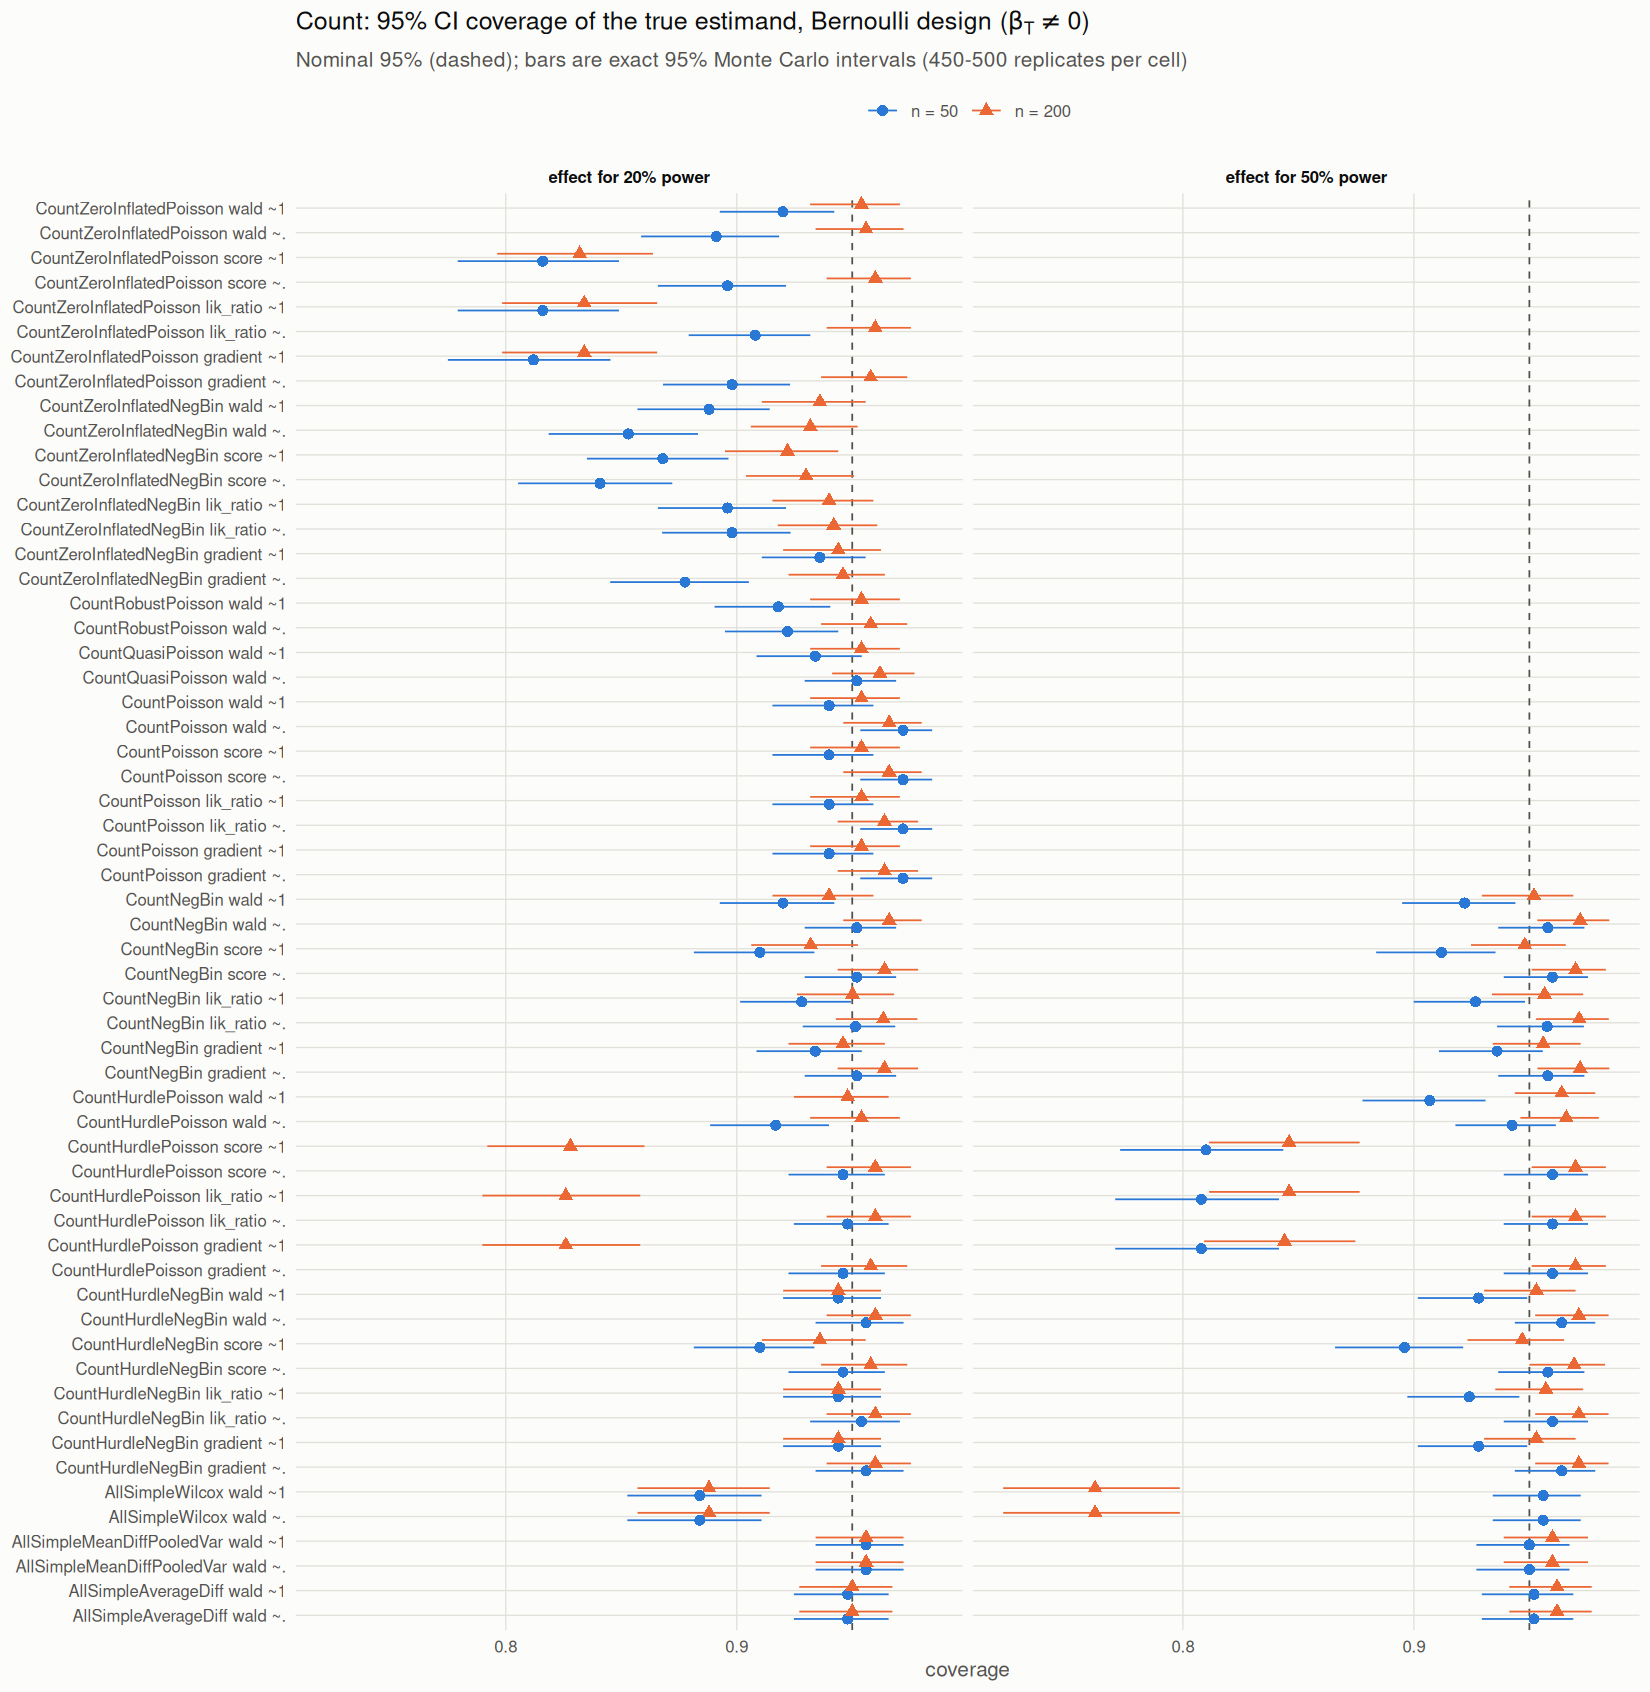 Count: 95% CI coverage of the true estimand, Bernoulli design (βT ≠ 0)
Nominal 95% (dashed); bars are exact 95% Monte Carlo intervals (450-500 replicates per cell)
n = 50 n = 200
effect for 20% power effect for 50% power
CountZeroInflatedPoisson wald ~1
CountZeroInflatedPoisson wald ~.
CountZeroInflatedPoisson score ~1
CountZeroInflatedPoisson score ~.
CountZeroInflatedPoisson lik_ratio ~1
CountZeroInflatedPoisson lik_ratio ~.
CountZeroInflatedPoisson gradient ~1
CountZeroInflatedPoisson gradient ~.
CountZeroInflatedNegBin wald ~1
CountZeroInflatedNegBin wald ~.
CountZeroInflatedNegBin score ~1
CountZeroInflatedNegBin score ~.
CountZeroInflatedNegBin lik_ratio ~1
CountZeroInflatedNegBin lik_ratio ~.
CountZeroInflatedNegBin gradient ~1
CountZeroInflatedNegBin gradient ~.
CountRobustPoisson wald ~1
CountRobustPoisson wald ~.
CountQuasiPoisson wald ~1
CountQuasiPoisson wald ~.
CountPoisson wald ~1
CountPoisson wald ~.
CountPoisson score ~1
CountPoisson score ~.
CountPoisson lik_ratio ~1
CountPoisson lik_ratio ~.
CountPoisson gradient ~1
CountPoisson gradient ~.
CountNegBin wald ~1
CountNegBin wald ~.
CountNegBin score ~1
CountNegBin score ~.
CountNegBin lik_ratio ~1
CountNegBin lik_ratio ~.
CountNegBin gradient ~1
CountNegBin gradient ~.
CountHurdlePoisson wald ~1
CountHurdlePoisson wald ~.
CountHurdlePoisson score ~1
CountHurdlePoisson score ~.
CountHurdlePoisson lik_ratio ~1
CountHurdlePoisson lik_ratio ~.
CountHurdlePoisson gradient ~1
CountHurdlePoisson gradient ~.
CountHurdleNegBin wald ~1
CountHurdleNegBin wald ~.
CountHurdleNegBin score ~1
CountHurdleNegBin score ~.
CountHurdleNegBin lik_ratio ~1
CountHurdleNegBin lik_ratio ~.
CountHurdleNegBin gradient ~1
CountHurdleNegBin gradient ~.
AllSimpleWilcox wald ~1
AllSimpleWilcox wald ~.
AllSimpleMeanDiffPooledVar wald ~1
AllSimpleMeanDiffPooledVar wald ~.
AllSimpleAverageDiff wald ~1
AllSimpleAverageDiff wald ~.
0.8 0.9 0.8 0.9
coverage